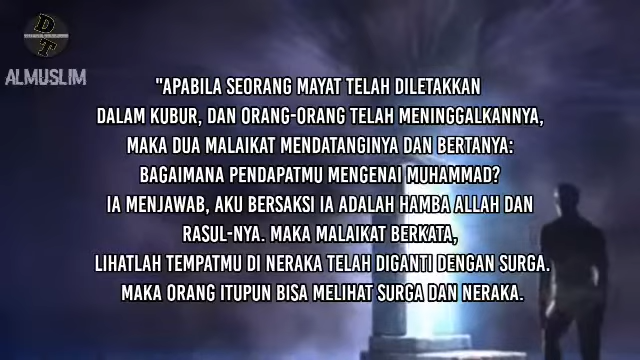 D
T
ALMUSLIM
"APABILA SEORANG MAYAT TELAH DILETAKKAN
DALAM KUBUR, DAN ORANG-ORANG TELAH MENINGGALKANNYA,
MAKA DUA MALAIKAT MENDATANGINYA DAN BERTANYA:
BAGAIMANA PENDAPATMU MENGENAI MUHAMMAD?
IA MENJAWAB, AKU BERSAKSI IA ADALAH HAMBA ALLAH DAN
RASUL-NYA. MAKA MALAIKAT BERKATA,
LIHATLAH TEMPATMU DI NERAKA TELAH DIGANTI DENGAN SURGA.
MAKA ORANG ITUPUN BISA MELIHAT SURGA DAN NERAKA.